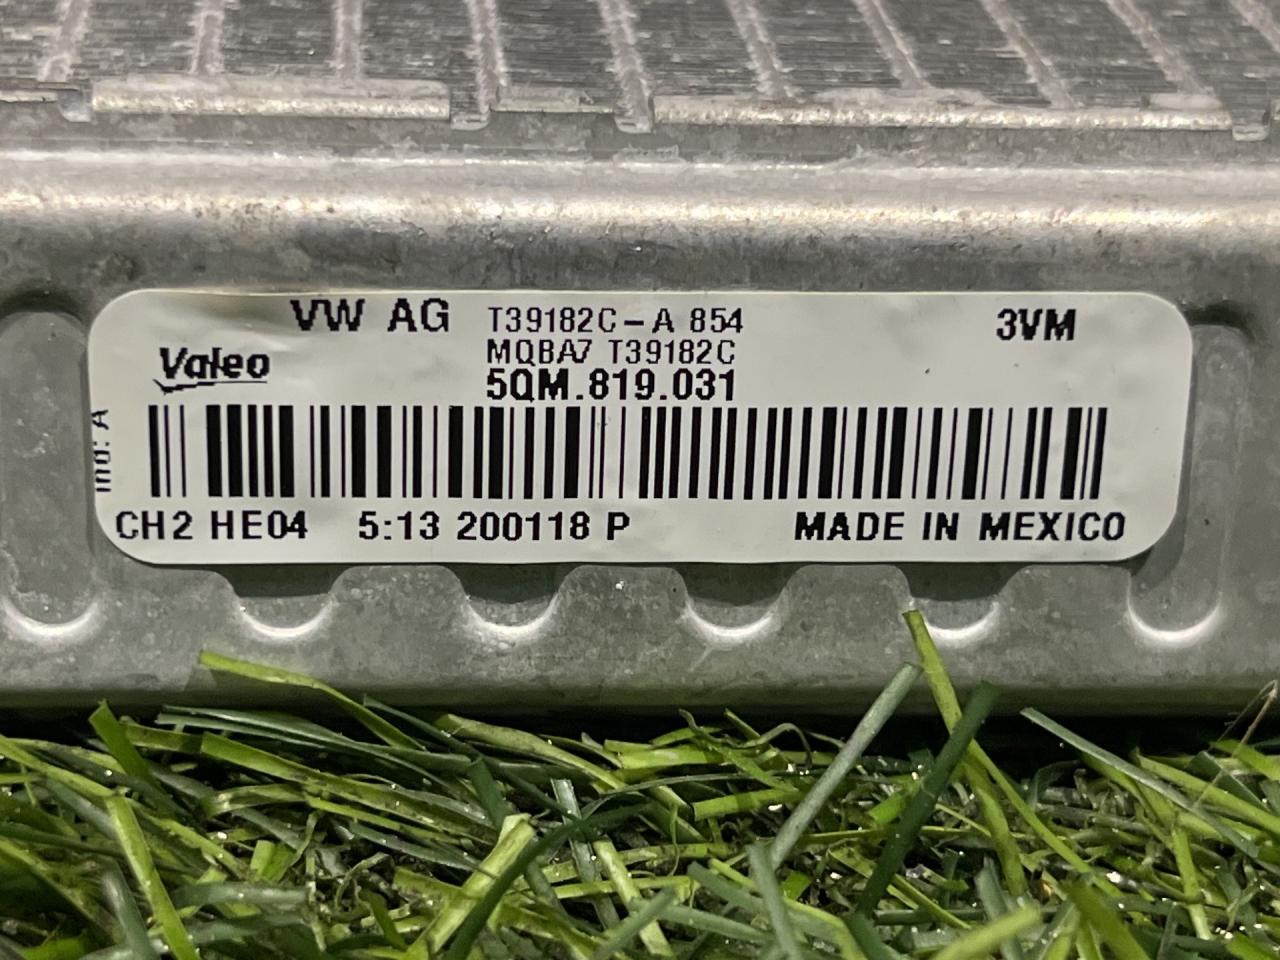 VW AG T39182C-A 854 3VM
Valeo MQBA7 T39182C
5QM.819.031
Ind: A
CH2 HE04 5:13 200118 P MADE IN MEXICO